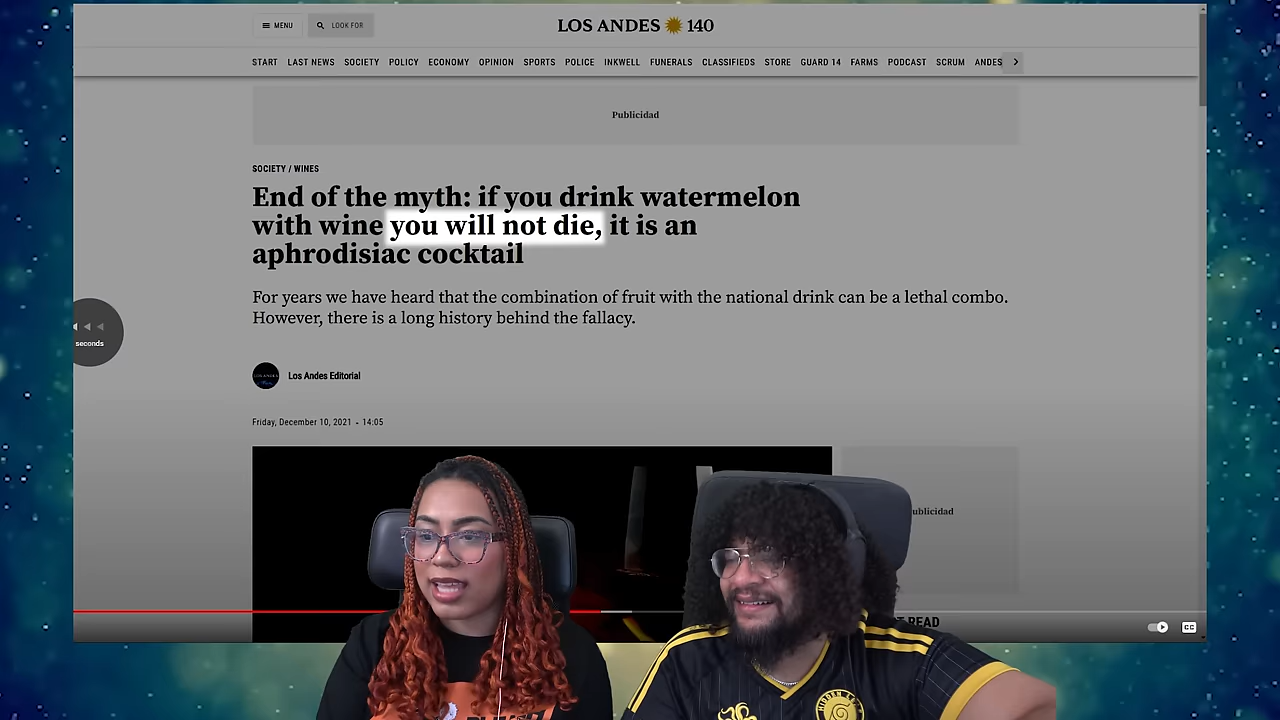 MENU
LOOK FOR
LOS ANDES 140
START LAST NEWS SOCIETY POLICY ECONOMY OPINION SPORTS POLICE INKWELL FUNERALS CLASSIFIEDS STORE GUARD 14 FARMS PODCAST SCRUM ANDES
Publicidad
SOCIETY / WINES
End of the myth: if you drink watermelon
with wine you will not die, it is an
aphrodisiac cocktail
For years we have heard that the combination of fruit with the national drink can be a lethal combo.
However, there is a long history behind the fallacy.
seconds
LOS ANDES
Los Andes Editorial
Friday, December 10, 2021 - 14:05
ublicidad
READ
CC